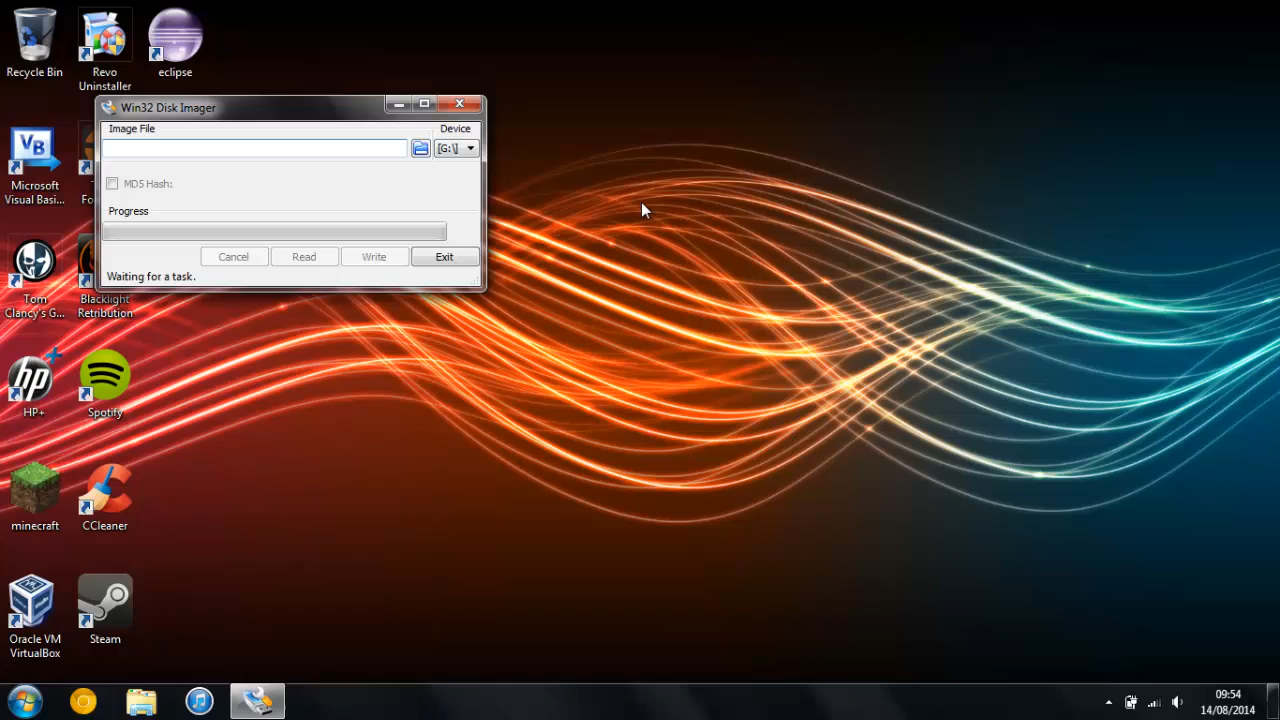 Recycle Bin
Revo
Uninstaller
eclipse
Win32 Disk Imager
Image File
Device
[G:\]
MD5 Hash:
Progress
Cancel
Read
Write
Exit
Waiting for a task.
VB
Microsoft
Visual Basi...
Tom
Clancy's G...
Blacklight
Retribution
hp
HP+
Spotify
minecraft
CCleaner
Oracle VM
VirtualBox
Steam
09:54
14/08/2014